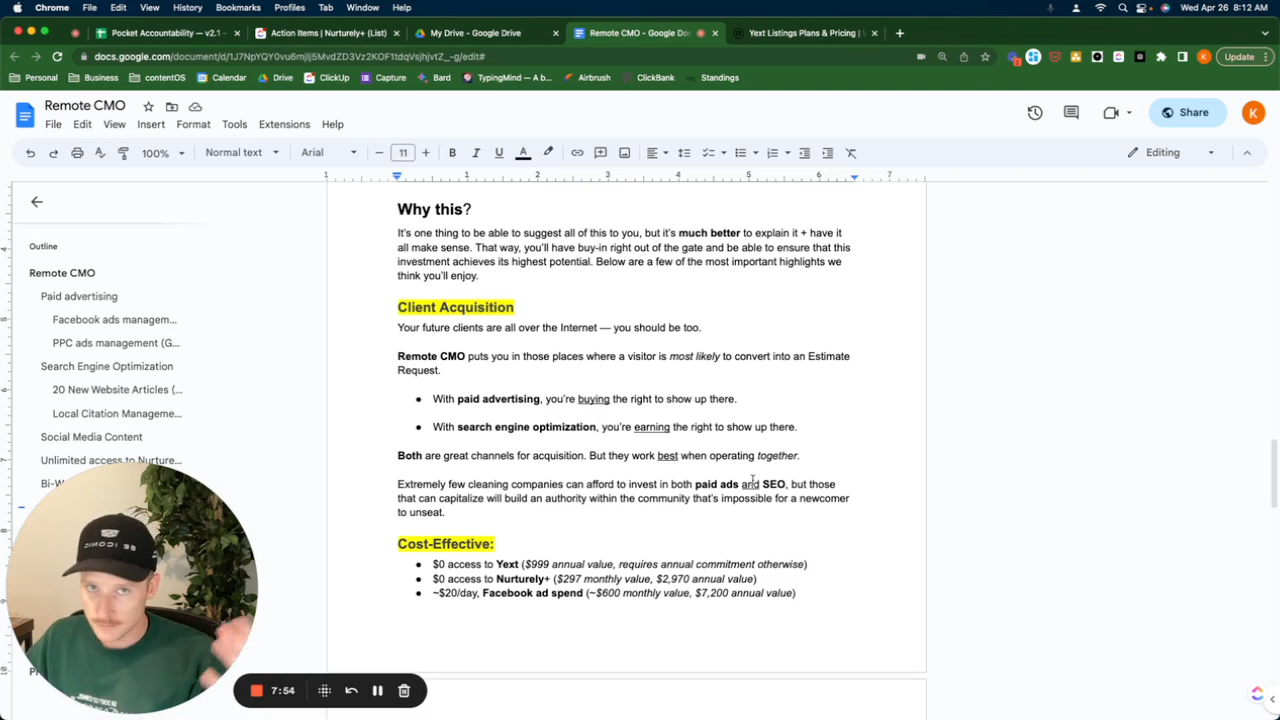 Chrome File Edit View History Bookmarks Profiles Tab Window Help Wed Apr 26 8:12 AM
Pocket Accountability — v2.1 - Action Items | Nurturely+ (List) My Drive - Google Drive Remote CMO - Google Doc Yext Listings Plans & Pricing |
docs.google.com/document/d/ Update
Personal Business contentOS Calendar Drive ClickUp Capture Bard TypingMind — A b... Airbrush ClickBank Standings
Remote CMO
File Edit View Insert Format Tools Extensions Help
Share
100% Normal text Arial 11 Editing
1 1 2 3 4 5 6 7
Outline
Remote CMO
Paid advertising
Facebook ads managem...
PPC ads management (G...
Search Engine Optimization
20 New Website Articles (...
Local Citation Manageme...
Social Media Content
Unlimited access to Nurture...
Why this?
It's one thing to be able to suggest all of this to you, but it's much better to explain it + have it
all make sense. That way, you'll have buy-in right out of the gate and be able to ensure that this
investment achieves its highest potential. Below are a few of the most important highlights we
think you'll enjoy.
Client Acquisition
Your future clients are all over the Internet — you should be too.
Remote CMO puts you in those places where a visitor is most likely to convert into an Estimate
Request.
● With paid advertising, you're buying the right to show up there.
● With search engine optimization, you're earning the right to show up there.
Both are great channels for acquisition. But they work best when operating together.
Extremely few cleaning companies can afford to invest in both paid ads and SEO, but those
that can capitalize will build an authority within the community that's impossible for a newcomer
to unseat.
Cost-Effective:
● $0 access to Yext ($999 annual value, requires annual commitment otherwise)
● $0 access to Nurturely+ ($297 monthly value, $2,970 annual value)
● ~$20/day, Facebook ad spend (~$600 monthly value, $7,200 annual value)
BE ICONIC
7:54